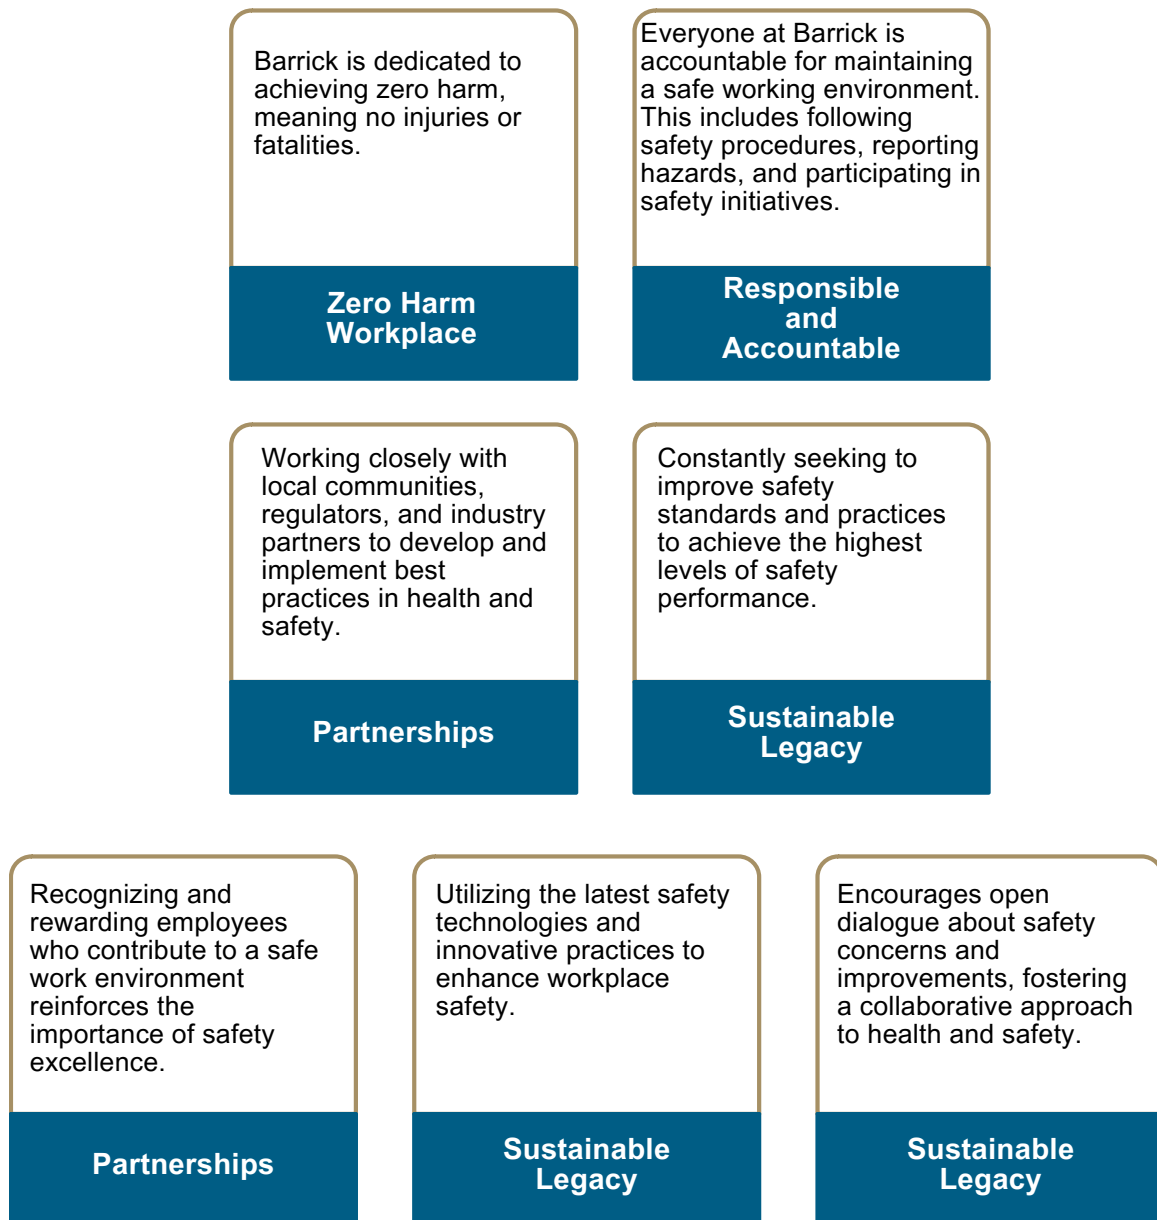 Barrick is dedicated to
achieving zero harm,
meaning no injuries or
fatalities.
Zero Harm
Workplace
Everyone at Barrick is
accountable for maintaining
a safe working environment.
This includes following
safety procedures, reporting
hazards, and participating in
safety initiatives.
Responsible
and
Accountable
Working closely with
local communities,
regulators, and industry
partners to develop and
implement best
practices in health and
safety.
Partnerships
Constantly seeking to
improve safety
standards and practices
to achieve the highest
levels of safety
performance.
Sustainable
Legacy
Recognizing and
rewarding employees
who contribute to a safe
work environment
reinforces the
importance of safety
excellence.
Partnerships
Utilizing the latest safety
technologies and
innovative practices to
enhance workplace
safety.
Sustainable
Legacy
Encourages open
dialogue about safety
concerns and
improvements, fostering
a collaborative approach
to health and safety.
Sustainable
Legacy